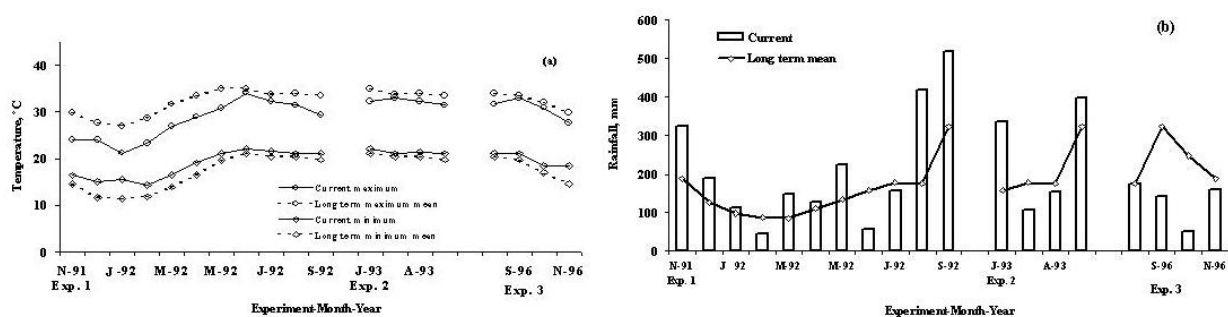 (a)
40
30
20
10
0
Temperature, °C
Current maximum
Long term maximum mean
Current minimum
Long term minimum mean
N-91 J -92 M-92 M-92 J-92 S-92 J-93 A-93 S-96 N-96
Exp. 1 Exp. 2 Exp. 3
Experiment-Month-Year
(b)
600
500
400
300
200
100
0
Rainfall, mm
Current
Long term mean
N-91 J -92 M-92 M-92 J-92 S-92 J-93 A-93 S-96 N-96
Exp. 1 Exp. 2 Exp. 3
Experiment-Month-Year